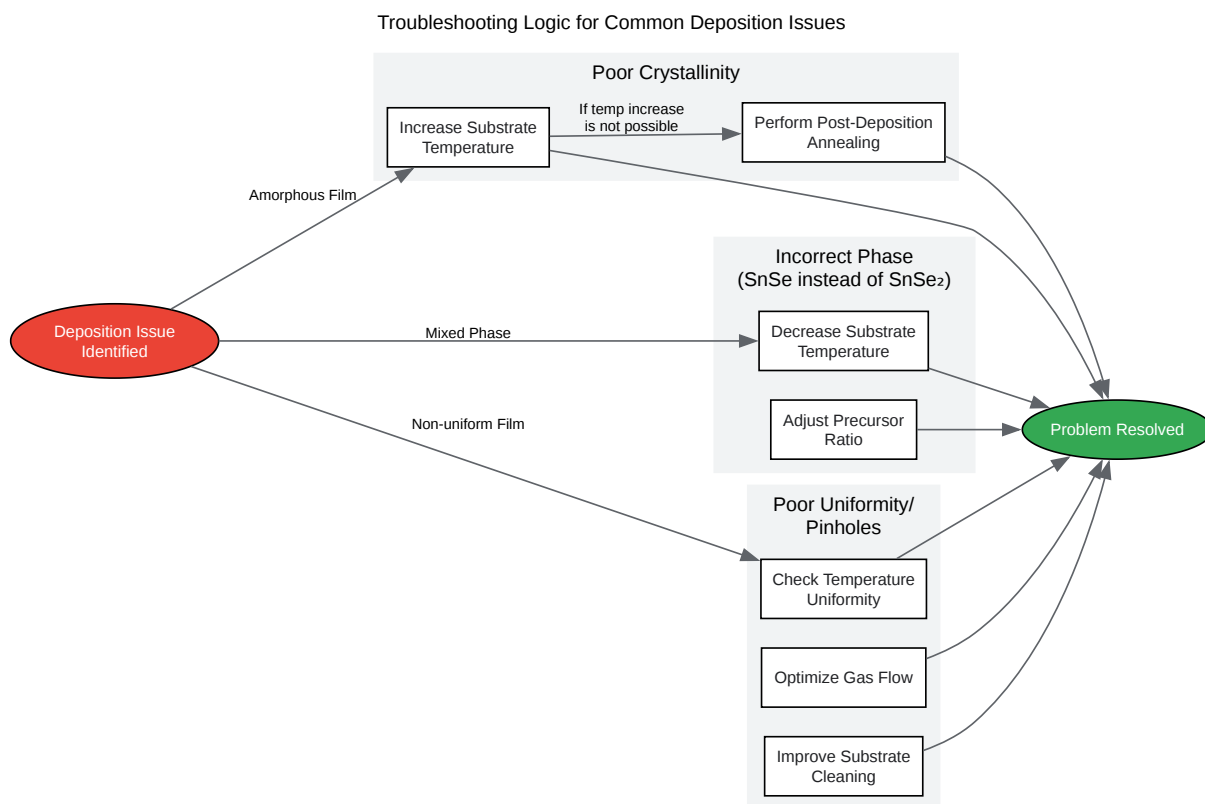 Troubleshooting Logic for Common Deposition Issues
Poor Crystallinity
Increase Substrate
Temperature
If temp increase
is not possible
Perform Post-Deposition
Annealing
Amorphous Film
Incorrect Phase
(SnSe instead of SnSe₂)
Deposition Issue
Identified
Mixed Phase
Decrease Substrate
Temperature
Non-uniform Film
Adjust Precursor
Ratio
Problem Resolved
Poor Uniformity/
Pinholes
Check Temperature
Uniformity
Optimize Gas Flow
Improve Substrate
Cleaning